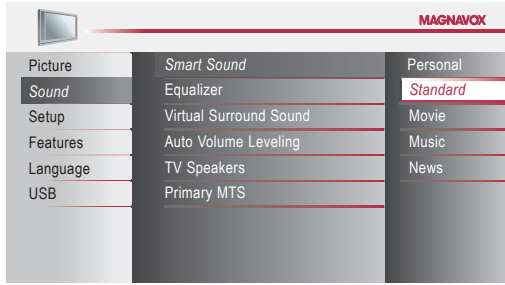 MAGNAVOX
Picture
Sound
Setup
Features
Language
USB
Smart Sound
Equalizer
Virtual Surround Sound
Auto Volume Leveling
TV Speakers
Primary MTS
Personal
Standard
Movie
Music
News